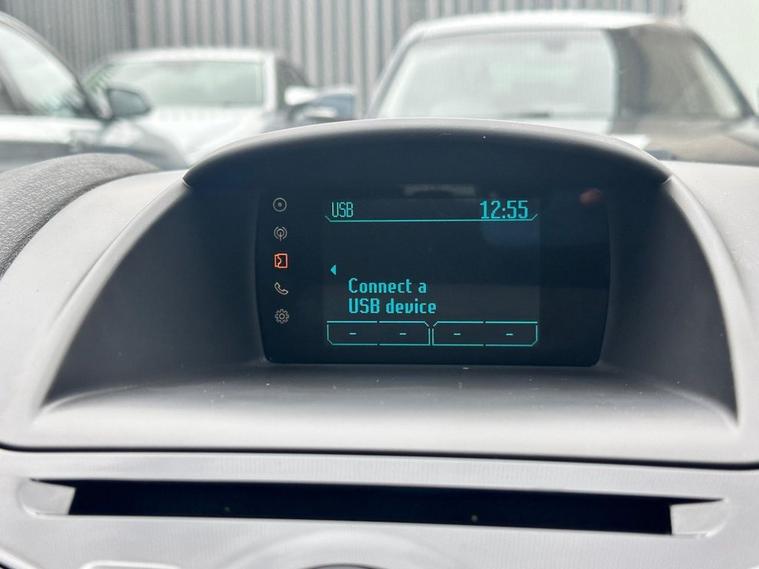 USB 12:55
Connect a
USB device
- - - -